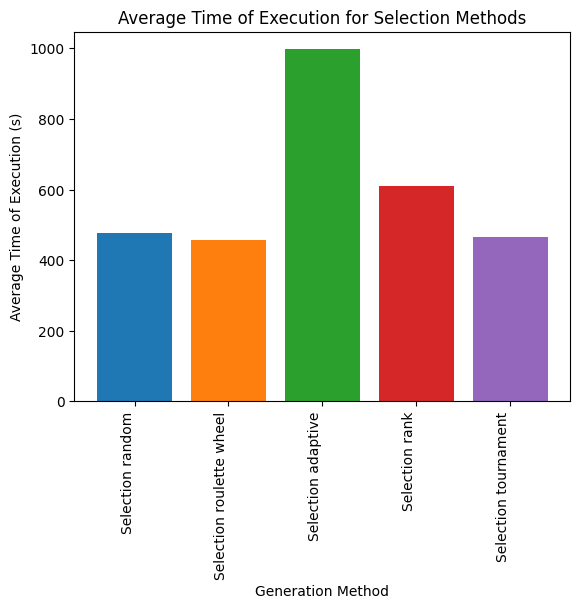 Average Time of Execution for Selection Methods
Average Time of Execution (s)
1000
800
600
400
200
0
Selection random
Selection roulette wheel
Selection adaptive
Selection rank
Selection tournament
Generation Method